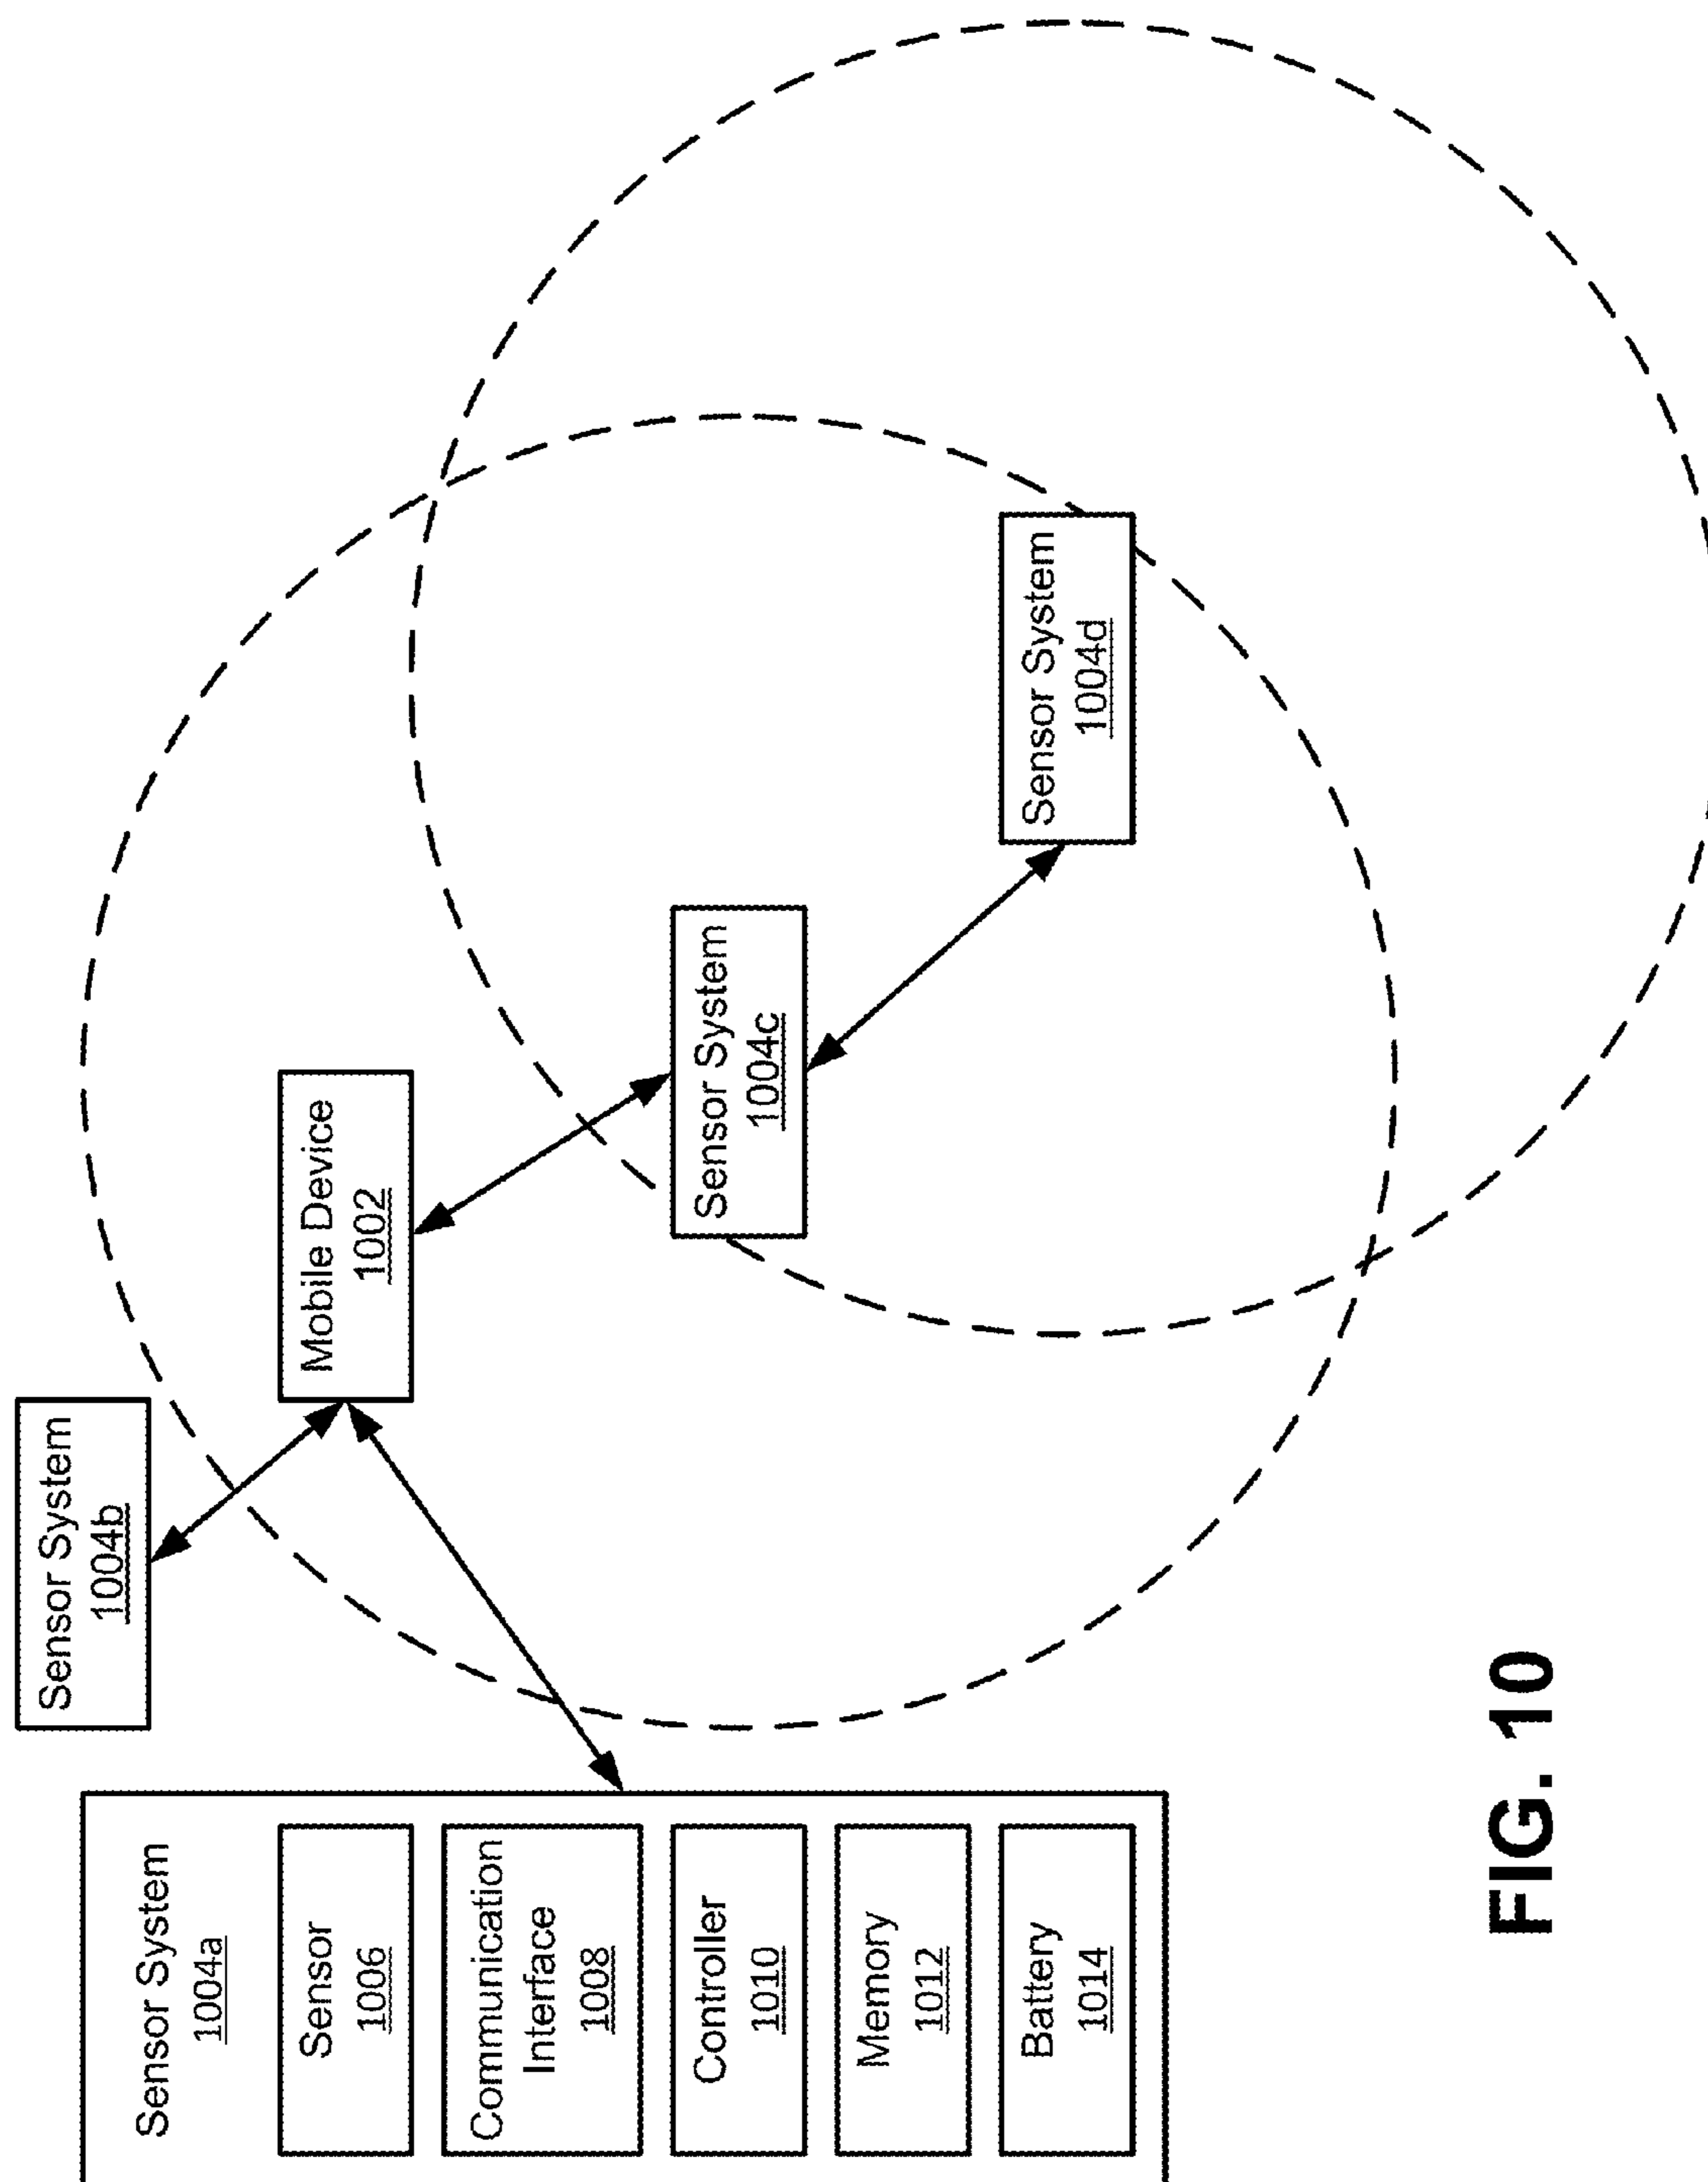 Sensor System
1004a
Sensor
1006
Communication
Interface
1008
Controller
1010
Memory
1012
Battery
1014
Sensor System
1004b
Mobile Device
1002
Sensor System
1004c
Sensor System
1004d
FIG. 10